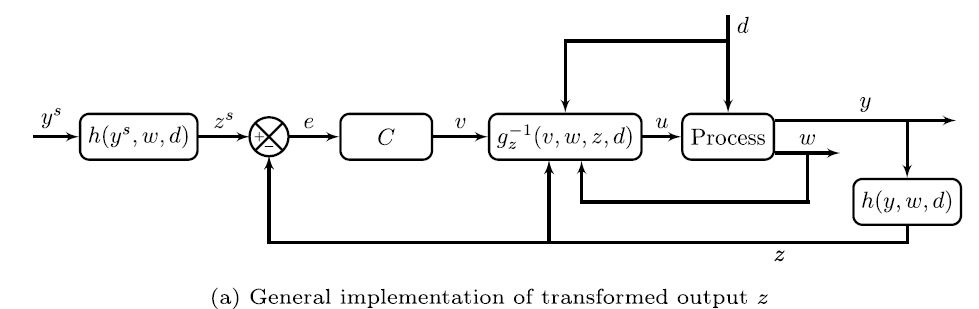 d
y^s
h(y^s, w, d)
z^s
+
−
e
C
v
g_z^{-1}(v, w, z, d)
u
Process
y
w
h(y, w, d)
z
(a) General implementation of transformed output z